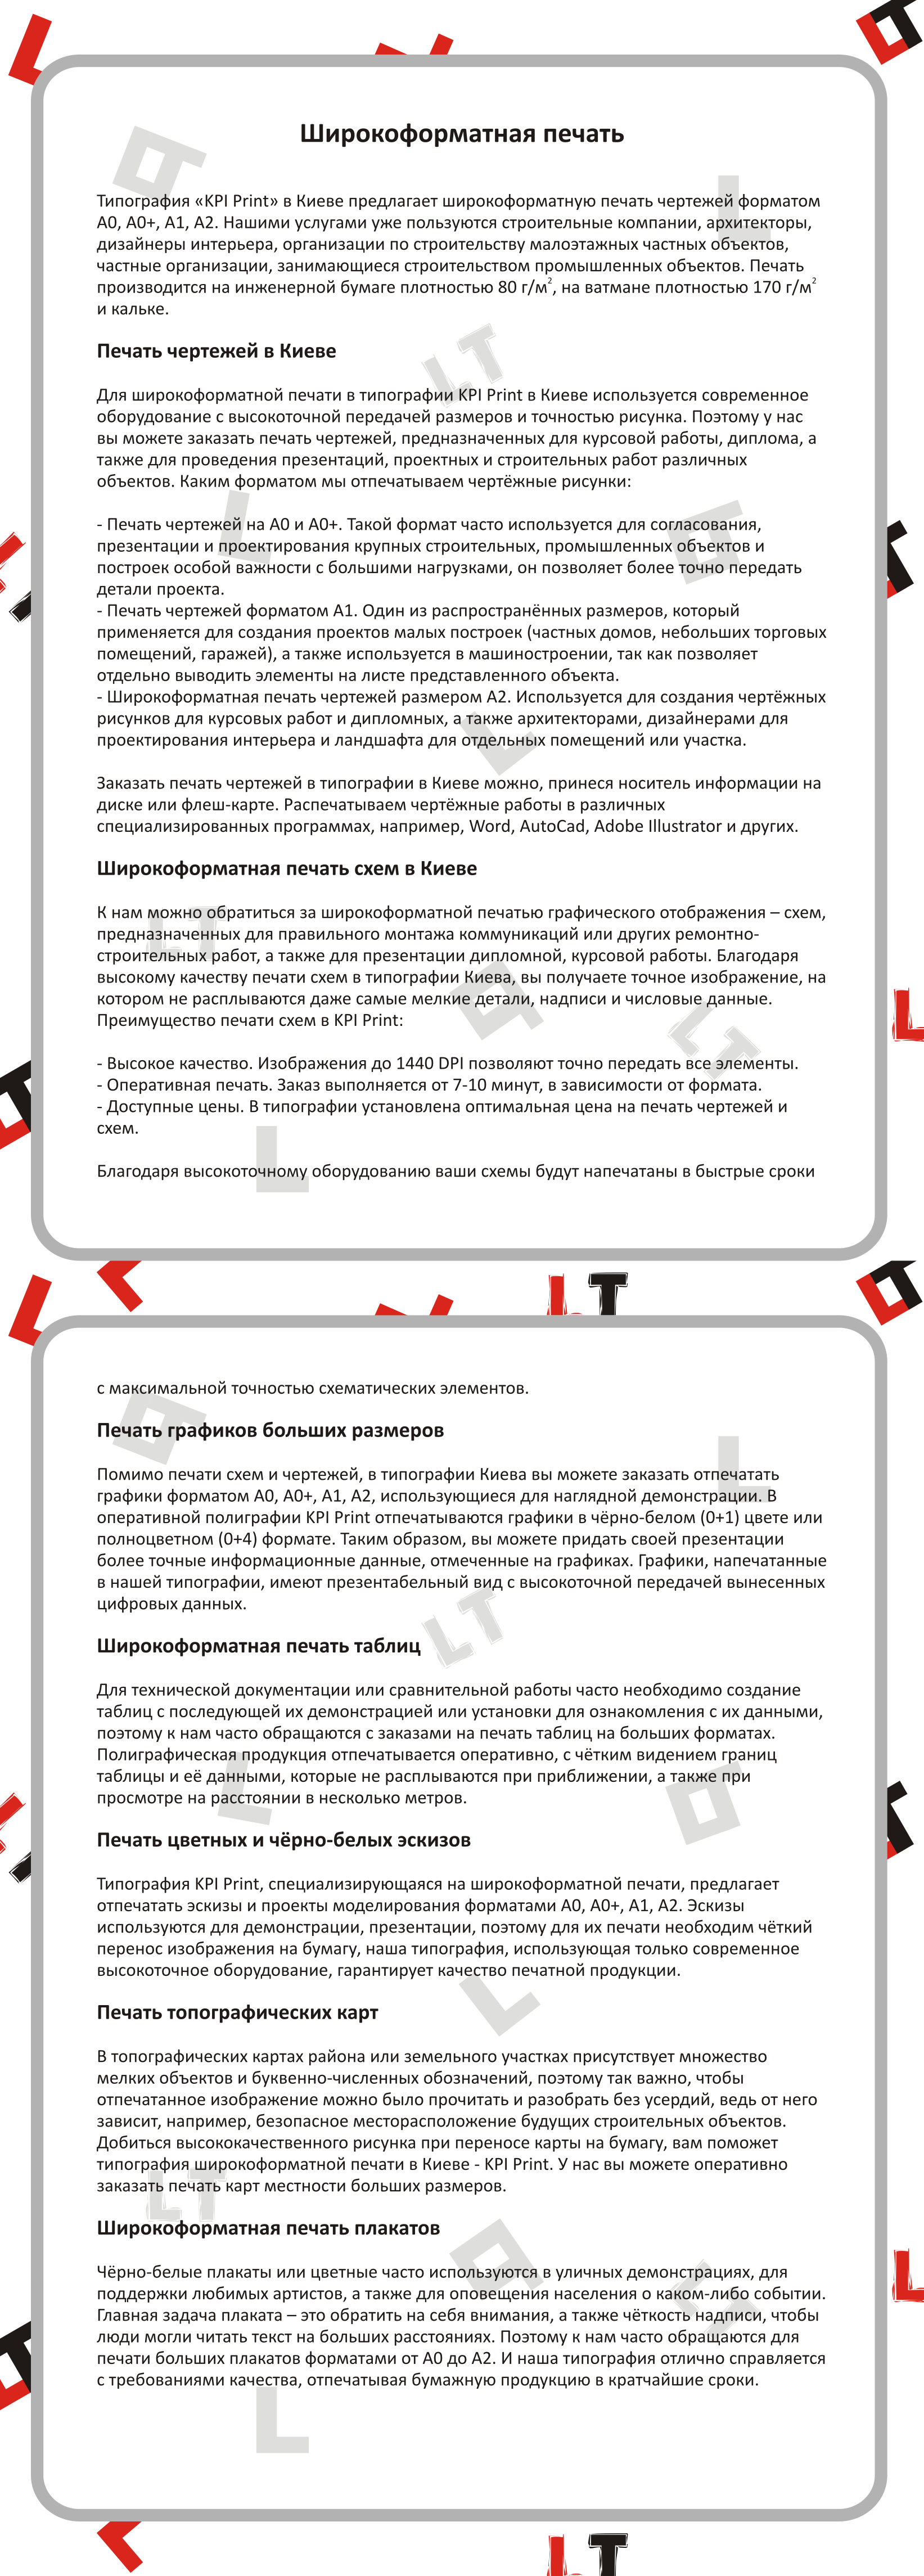 Широкоформатная печать
Типография «KPI Print» в Киеве предлагает широкоформатную печать чертежей форматом
А0, А0+, А1, А2. Нашими услугами уже пользуются строительные компании, архитекторы,
дизайнеры интерьера, организации по строительству малоэтажных частных объектов,
частные организации, занимающиеся строительством промышленных объектов. Печать
производится на инженерной бумаге плотностью 80 г/м², на ватмане плотностью 170 г/м²
и кальке.
Печать чертежей в Киеве
Для широкоформатной печати в типографии KPI Print в Киеве используется современное
оборудование с высокоточной передачей размеров и точностью рисунка. Поэтому у нас
вы можете заказать печать чертежей, предназначенных для курсовой работы, диплома, а
также для проведения презентаций, проектных и строительных работ различных
объектов. Каким форматом мы отпечатываем чертёжные рисунки:
- Печать чертежей на А0 и А0+. Такой формат часто используется для согласования,
презентации и проектирования крупных строительных, промышленных объектов и
построек особой важности с большими нагрузками, он позволяет более точно передать
детали проекта.
- Печать чертежей форматом А1. Один из распространённых размеров, который
применяется для создания проектов малых построек (частных домов, небольших торговых
помещений, гаражей), а также используется в машиностроении, так как позволяет
отдельно выводить элементы на листе представленного объекта.
- Широкоформатная печать чертежей размером А2. Используется для создания чертёжных
рисунков для курсовых работ и дипломных, а также архитекторами, дизайнерами для
проектирования интерьера и ландшафта для отдельных помещений или участка.
Заказать печать чертежей в типографии в Киеве можно, принеся носитель информации на
диске или флеш-карте. Распечатываем чертёжные работы в различных
специализированных программах, например, Word, AutoCad, Adobe Illustrator и других.
Широкоформатная печать схем в Киеве
К нам можно обратиться за широкоформатной печатью графического отображения – схем,
предназначенных для правильного монтажа коммуникаций или других ремонтно-
строительных работ, а также для презентации дипломной, курсовой работы. Благодаря
высокому качеству печати схем в типографии Киева, вы получаете точное изображение, на
котором не расплываются даже самые мелкие детали, надписи и числовые данные.
Преимущество печати схем в KPI Print:
- Высокое качество. Изображения до 1440 DPI позволяют точно передать все элементы.
- Оперативная печать. Заказ выполняется от 7-10 минут, в зависимости от формата.
- Доступные цены. В типографии установлена оптимальная цена на печать чертежей и
схем.
Благодаря высокоточному оборудованию ваши схемы будут напечатаны в быстрые сроки
с максимальной точностью схематических элементов.
Печать графиков больших размеров
Помимо печати схем и чертежей, в типографии Киева вы можете заказать отпечатать
графики форматом А0, А0+, А1, А2, использующиеся для наглядной демонстрации. В
оперативной полиграфии KPI Print отпечатываются графики в чёрно-белом (0+1) цвете или
полноцветном (0+4) формате. Таким образом, вы можете придать своей презентации
более точные информационные данные, отмеченные на графиках. Графики, напечатанные
в нашей типографии, имеют презентабельный вид с высокоточной передачей вынесенных
цифровых данных.
Широкоформатная печать таблиц
Для технической документации или сравнительной работы часто необходимо создание
таблиц с последующей их демонстрацией или установки для ознакомления с их данными,
поэтому к нам часто обращаются с заказами на печать таблиц на больших форматах.
Полиграфическая продукция отпечатывается оперативно, с чётким видением границ
таблицы и её данными, которые не расплываются при приближении, а также при
просмотре на расстоянии в несколько метров.
Печать цветных и чёрно-белых эскизов
Типография KPI Print, специализирующаяся на широкоформатной печати, предлагает
отпечатать эскизы и проекты моделирования форматами А0, А0+, А1, А2. Эскизы
используются для демонстрации, презентации, поэтому для их печати необходим чёткий
перенос изображения на бумагу, наша типография, использующая только современное
высокоточное оборудование, гарантирует качество печатной продукции.
Печать топографических карт
В топографических картах района или земельного участках присутствует множество
мелких объектов и буквенно-численных обозначений, поэтому так важно, чтобы
отпечатанное изображение можно было прочитать и разобрать без усердий, ведь от него
зависит, например, безопасное месторасположение будущих строительных объектов.
Добиться высококачественного рисунка при переносе карты на бумагу, вам поможет
типография широкоформатной печати в Киеве - KPI Print. У нас вы можете оперативно
заказать печать карт местности больших размеров.
Широкоформатная печать плакатов
Чёрно-белые плакаты или цветные часто используются в уличных демонстрациях, для
поддержки любимых артистов, а также для оповещения населения о каком-либо событии.
Главная задача плаката – это обратить на себя внимания, а также чёткость надписи, чтобы
люди могли читать текст на больших расстояниях. Поэтому к нам часто обращаются для
печати больших плакатов форматами от А0 до А2. И наша типография отлично справляется
с требованиями качества, отпечатывая бумажную продукцию в кратчайшие сроки.